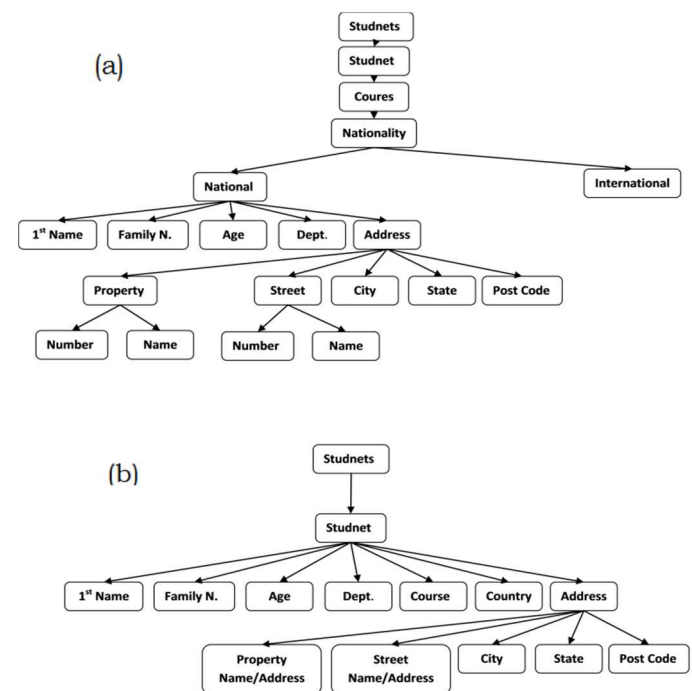 Studnets
(a)
Studnet
Coures
Nationality
National
International
1st Name
Family N.
Age
Dept.
Address
Property
Street
City
State
Post Code
Number
Name
Number
Name
(b)
Studnets
Studnet
1st Name
Family N.
Age
Dept.
Course
Country
Address
Property
Name/Address
Street
Name/Address
City
State
Post Code